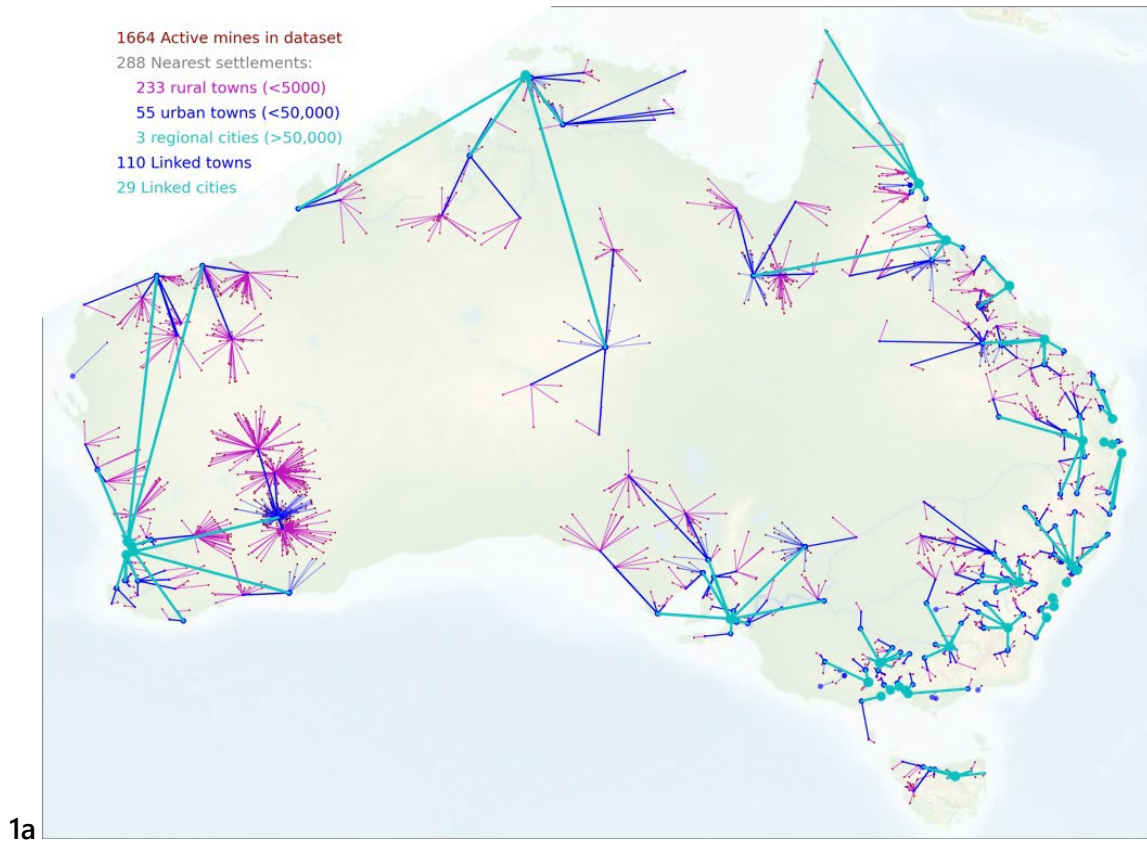 1664 Active mines in dataset
288 Nearest settlements:
233 rural towns (<5000)
55 urban towns (<50,000)
3 regional cities (>50,000)
110 Linked towns
29 Linked cities
1a